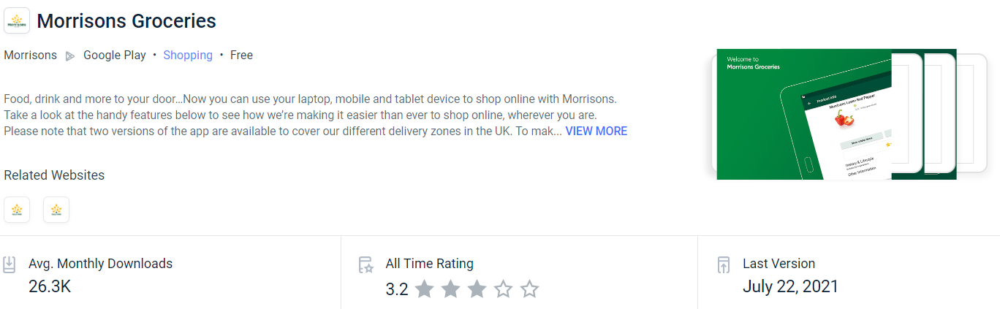 Morrisons Groceries
Morrisons Google Play • Shopping • Free
Food, drink and more to your door...Now you can use your laptop, mobile and tablet device to shop online with Morrisons.
Take a look at the handy features below to see how we’re making it easier than ever to shop online, wherever you are.
Please note that two versions of the app are available to cover our different delivery zones in the UK. To mak... VIEW MORE
Related Websites
Welcome to
Morrisons Groceries
Product Info
Morrisons Loose Red Pepper
Dietary & Lifestyle
Other Information
Avg. Monthly Downloads
26.3K
All Time Rating
3.2
Last Version
July 22, 2021